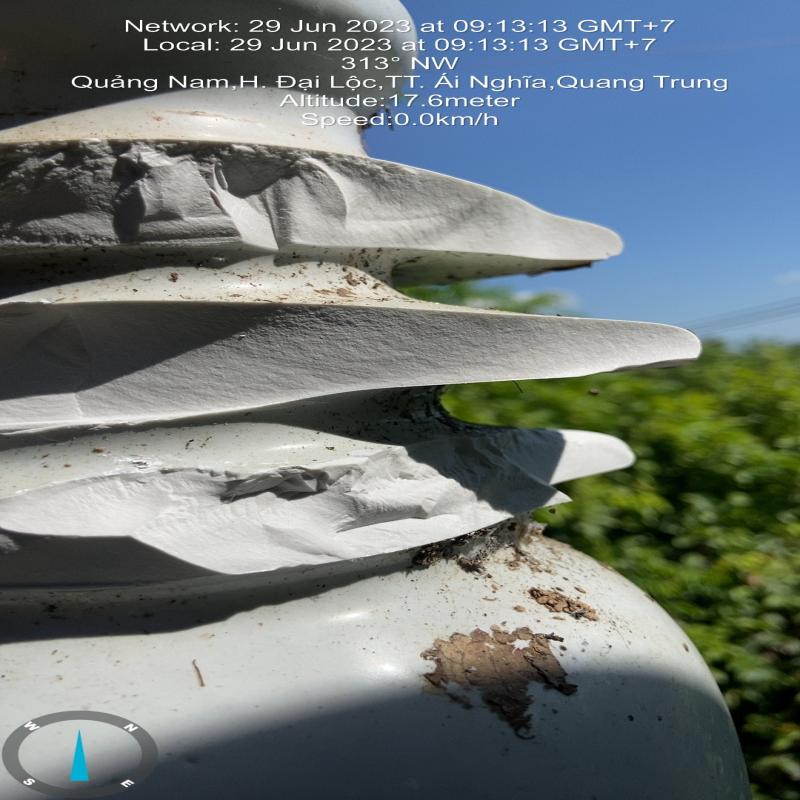 Network: 29 Jun 2023 at 09:13:13 GMT+7
Local: 29 Jun 2023 at 09:13:13 GMT+7
313° NW
Quảng Nam,H. Đại Lộc,TT. Ái Nghĩa,Quang Trung
Altitude:17.6meter
Speed:0.0km/h
W N
S E